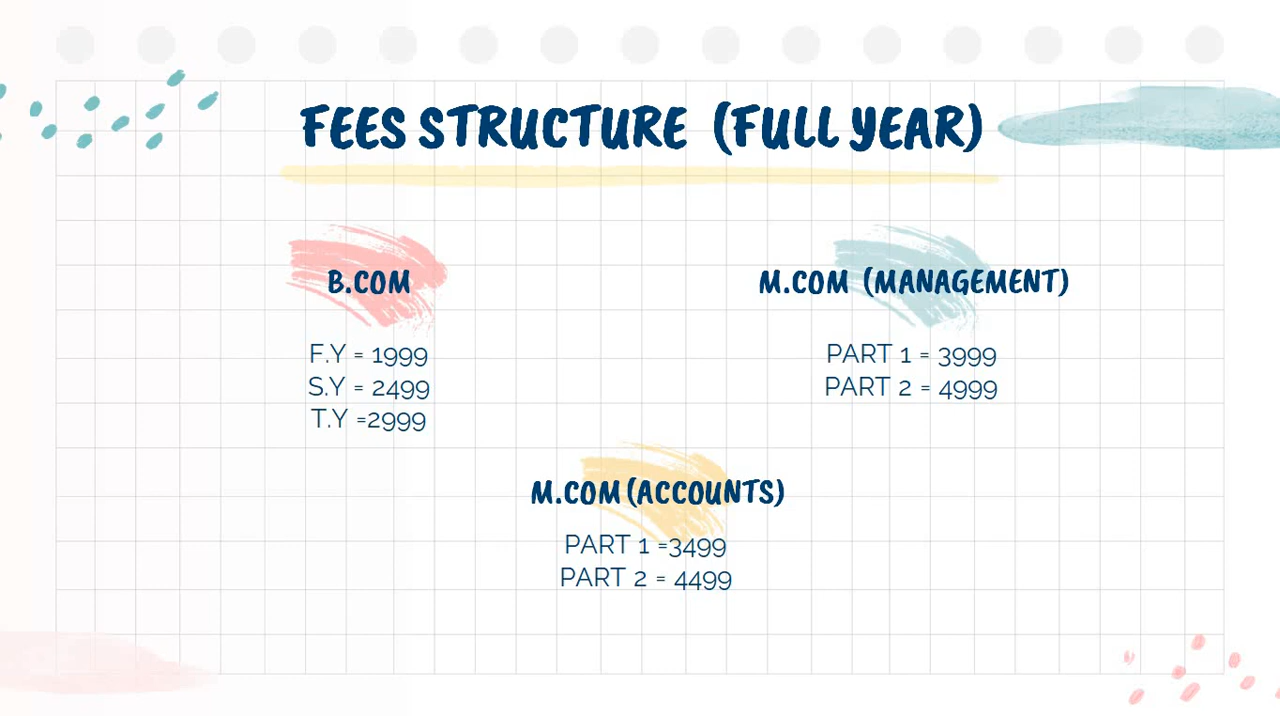 FEES STRUCTURE (FULL YEAR)
B.COM
F.Y = 1999
S.Y = 2499
T.Y =2999
M.COM (MANAGEMENT)
PART 1 = 3999
PART 2 = 4999
M.COM (ACCOUNTS)
PART 1 =3499
PART 2 = 4499